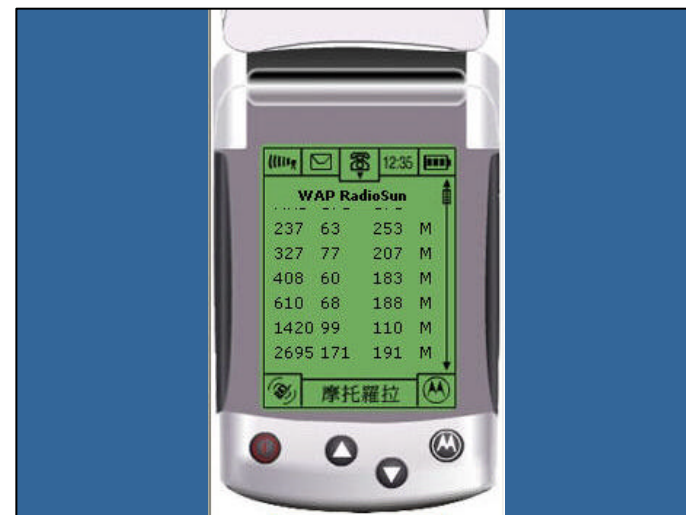 12:35
WAP RadioSun
237 63 253 M
327 77 207 M
408 60 183 M
610 68 188 M
1420 99 110 M
2695 171 191 M
摩托羅拉